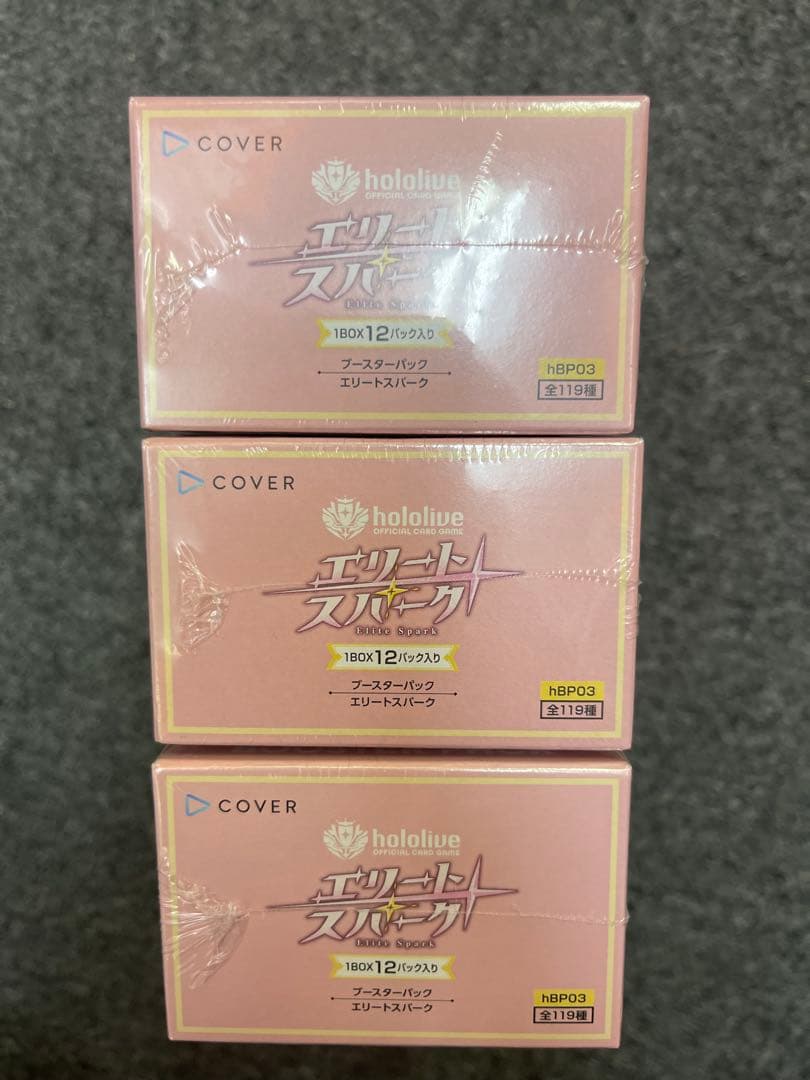 COVER
hololive
OFFICIAL CARD GAME
エリート
スパーク
Elite Spark
1BOX12パック入り
ブースターパック
エリートスパーク
hBP03
全119種
COVER
hololive
OFFICIAL CARD GAME
エリート
スパーク
Elite Spark
1BOX12パック入り
ブースターパック
エリートスパーク
hBP03
全119種
COVER
hololive
OFFICIAL CARD GAME
エリート
スパーク
Elite Spark
1BOX12パック入り
ブースターパック
エリートスパーク
hBP03
全119種